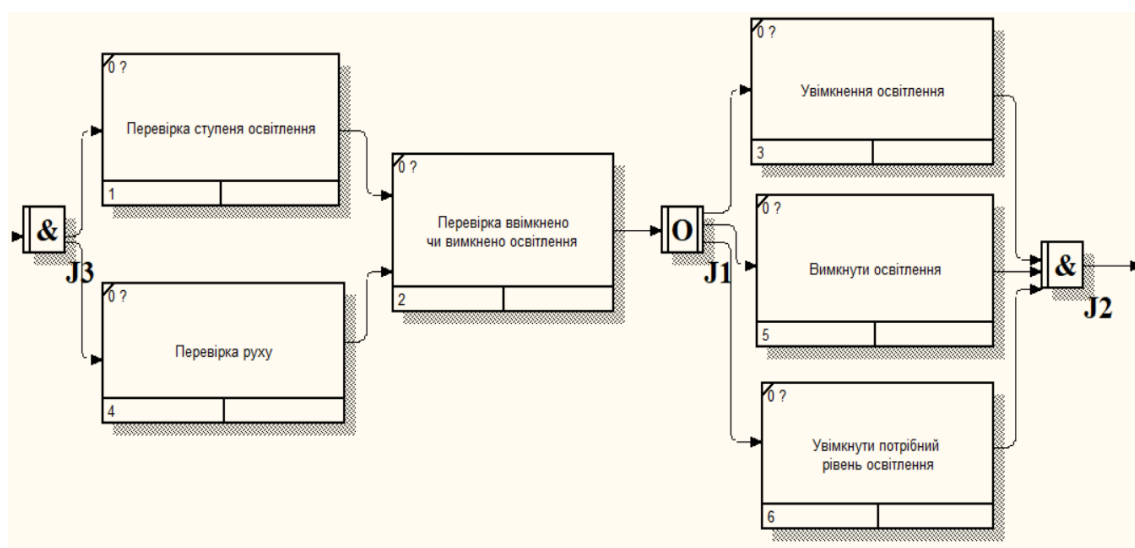 &
J3
0 ?
Перевірка ступеня освітлення
1
0 ?
Перевірка руху
4
0 ?
Перевірка ввімкнено
чи вимкнено освітлення
2
O
J1
0 ?
Увімкнення освітлення
3
0 ?
Вимкнути освітлення
5
0 ?
Увімкнути потрібний
рівень освітлення
6
&
J2